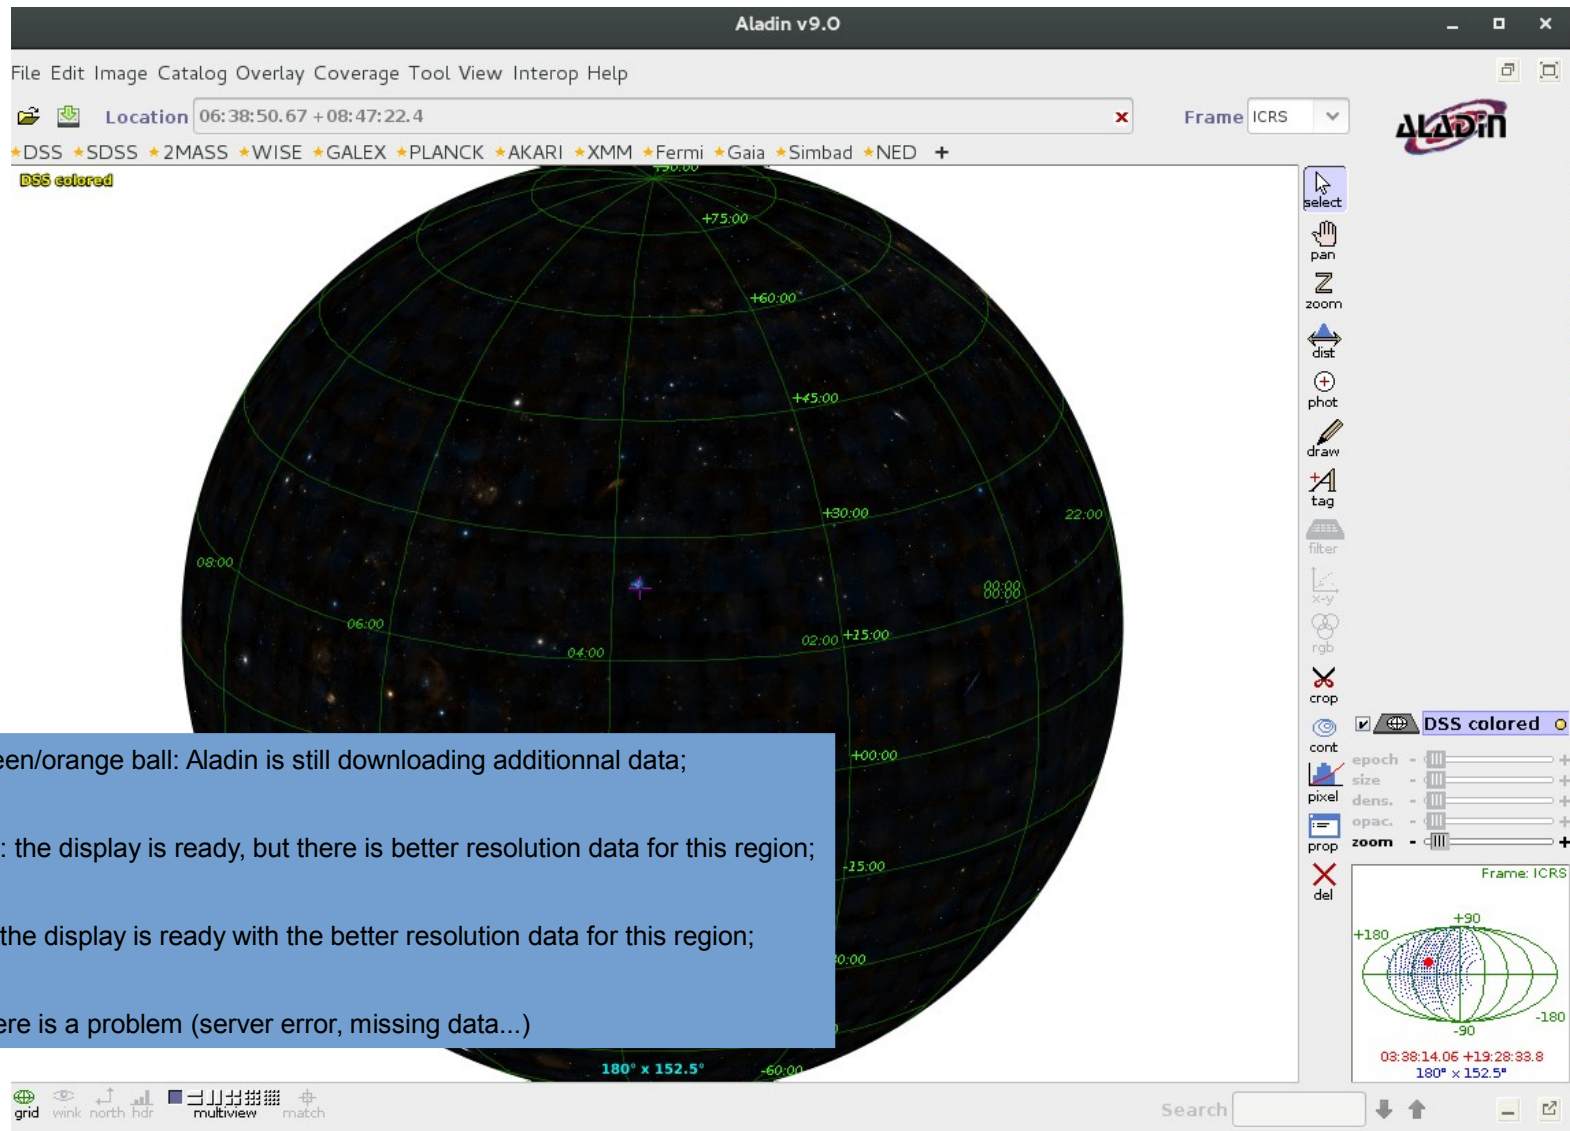 Aladin v9.0
File Edit Image Catalog Overlay Coverage Tool View Interop Help
Location 06:38:50.67 +08:47:22.4
Frame ICRS
ALADIN
DSS SDSS 2MASS WISE GALEX PLANCK AKARI XMM Fermi Gaia Simbad NED +
DSS colored
+90:00
+75:00
+60:00
+45:00
+30:00
22:00
08:00
00:00
00:00
06:00
02:00 +15:00
04:00
+00:00
-15:00
-60:00
180° x 152.5°
een/orange ball: Aladin is still downloading additionnal data;
: the display is ready, but there is better resolution data for this region;
the display is ready with the better resolution data for this region;
ere is a problem (server error, missing data...)
select
pan
zoom
dist
phot
draw
tag
filter
x-y
rgb
crop
cont
pixel
prop
del
DSS colored
epoch - +
size - +
dens. - +
opac. - +
zoom - +
Frame: ICRS
+90
+180
-180
-90
03:38:14.06 +19:28:33.8
180° x 152.5°
grid wink north hdr multiview match
Search